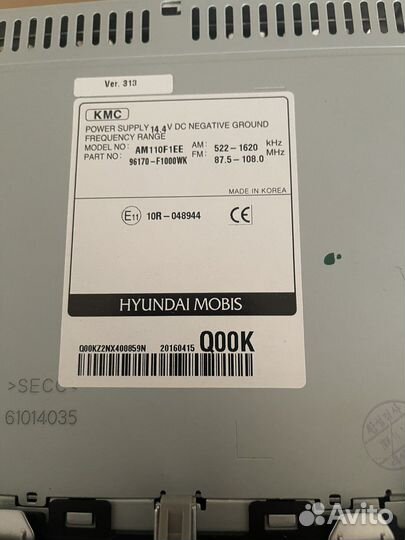 Ver. 313
KMC
POWER SUPPLY 14.4V DC NEGATIVE GROUND
FREQUENCY RANGE
MODEL NO: AM110F1EE AM: 522-1620 kHz
PART NO: 96170-F1000WK FM: 87.5-108.0 MHz
MADE IN KOREA
E11 10R-048944 CE
HYUNDAI MOBIS
Q00KZ2NX400859N 20160415 Q00K
>SECC<
61014035
Avito